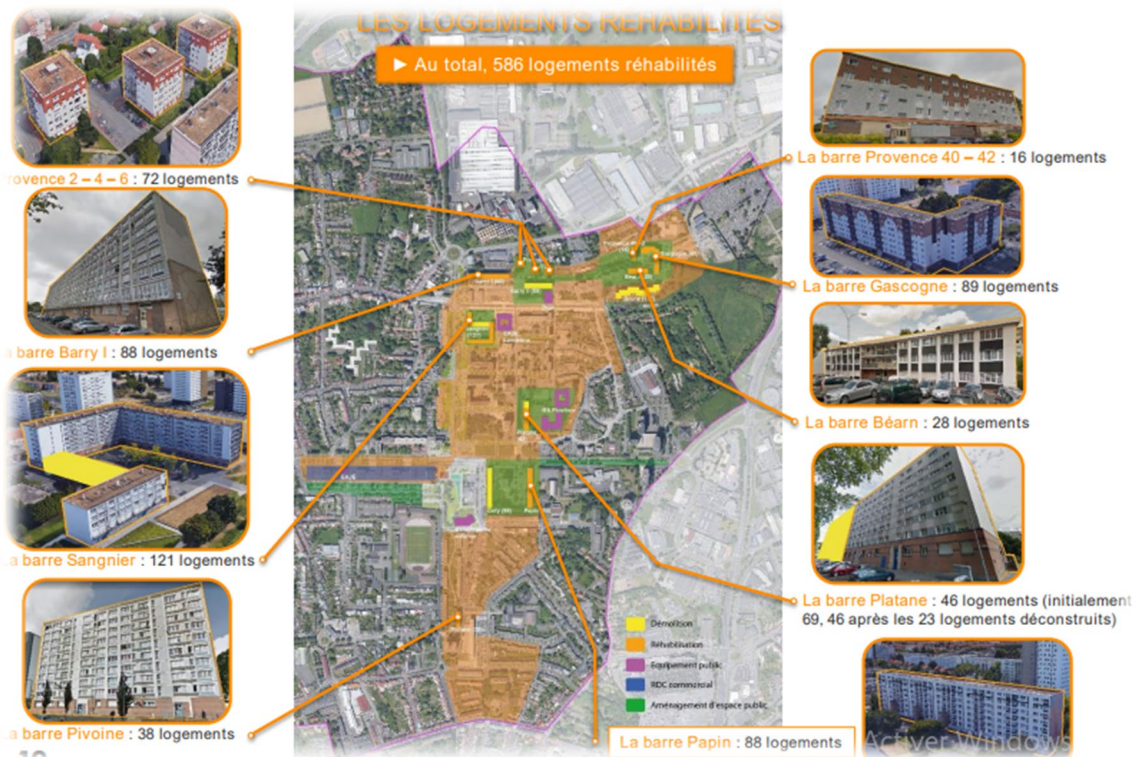 LES LOGEMENTS REHABILITES
► Au total, 586 logements réhabilités
rovence 2 – 4 – 6 : 72 logements
a barre Barry I : 88 logements
a barre Sangnier : 121 logements
a barre Pivoine : 38 logements
La barre Provence 40 – 42 : 16 logements
La barre Gascogne : 89 logements
La barre Béarn : 28 logements
La barre Platane : 46 logements (initialement
69, 46 après les 23 logements déconstruits)
Démolition
Réhabilitation
Equipement public
RDC commercial
Aménagement d'espace public
La barre Papin : 88 logements
Activer Windows